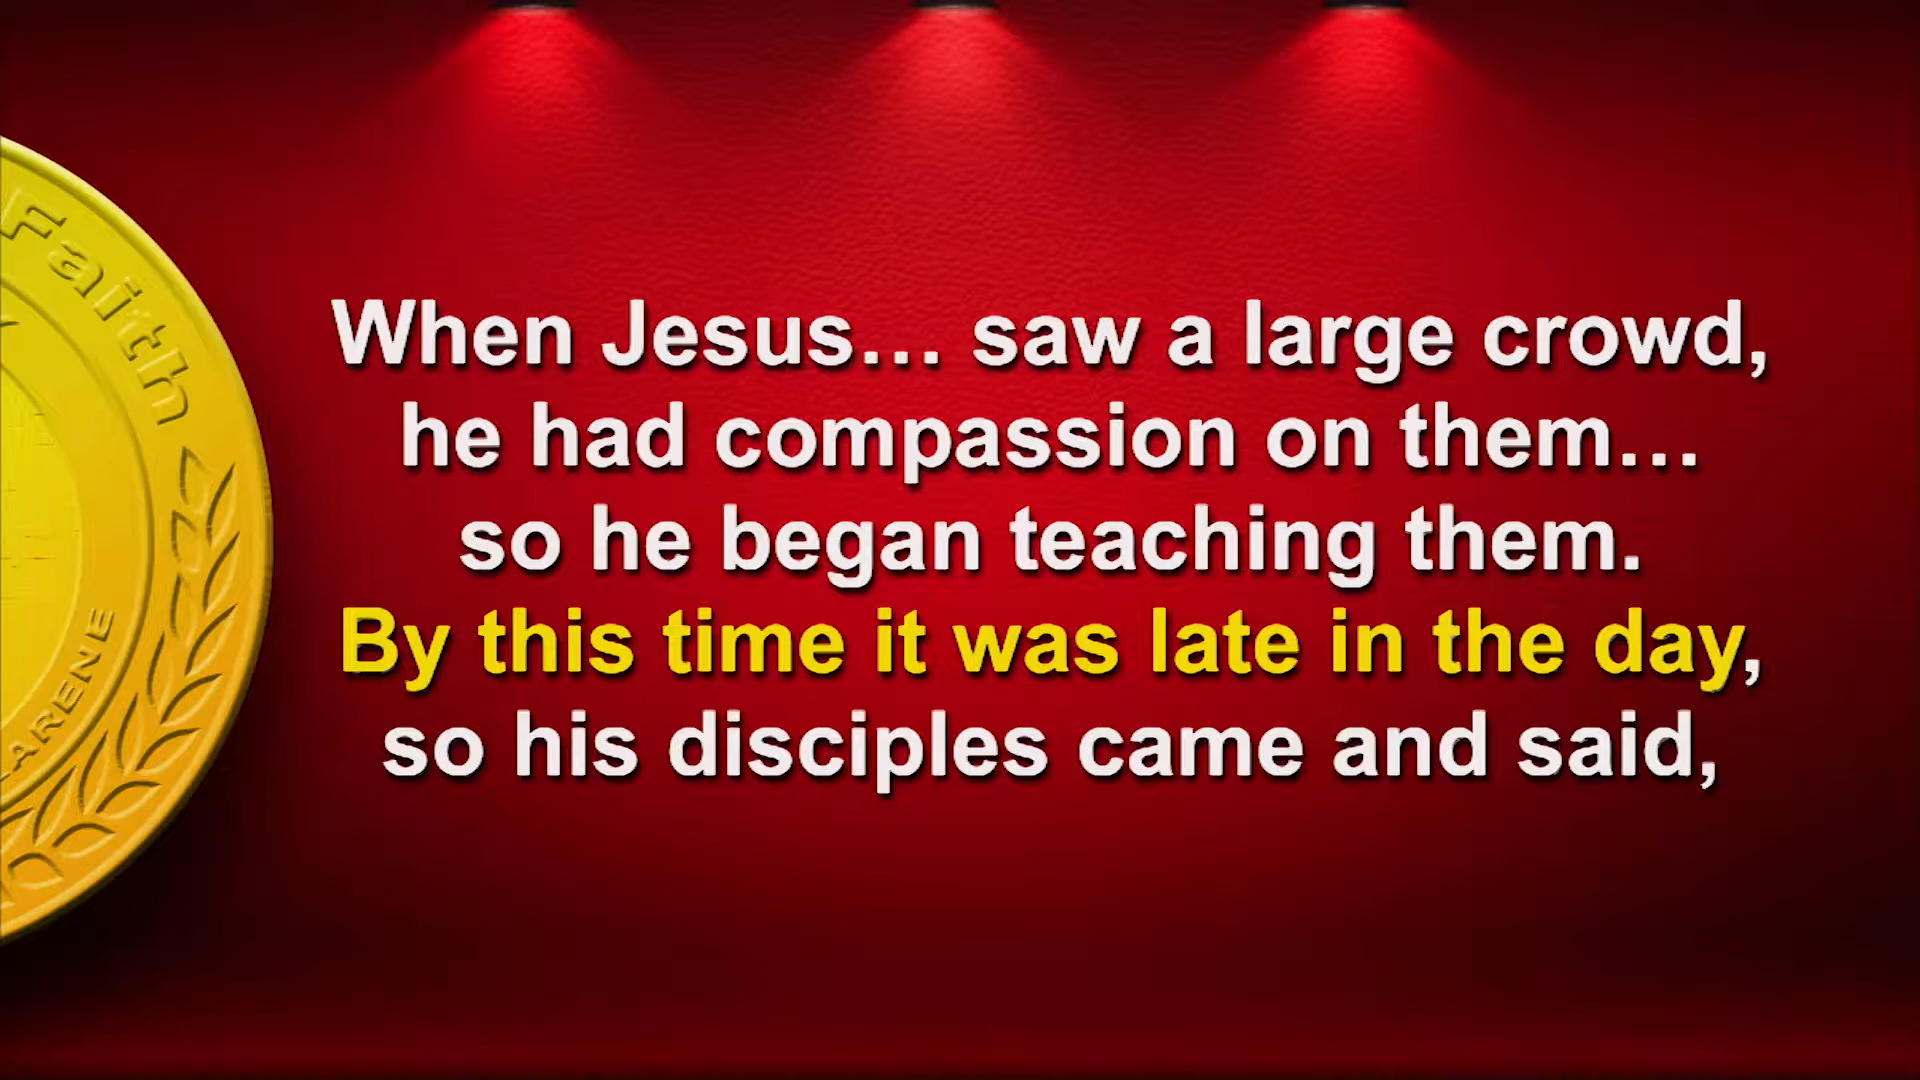 Faith
When Jesus… saw a large crowd,
he had compassion on them…
so he began teaching them.
By this time it was late in the day,
so his disciples came and said,